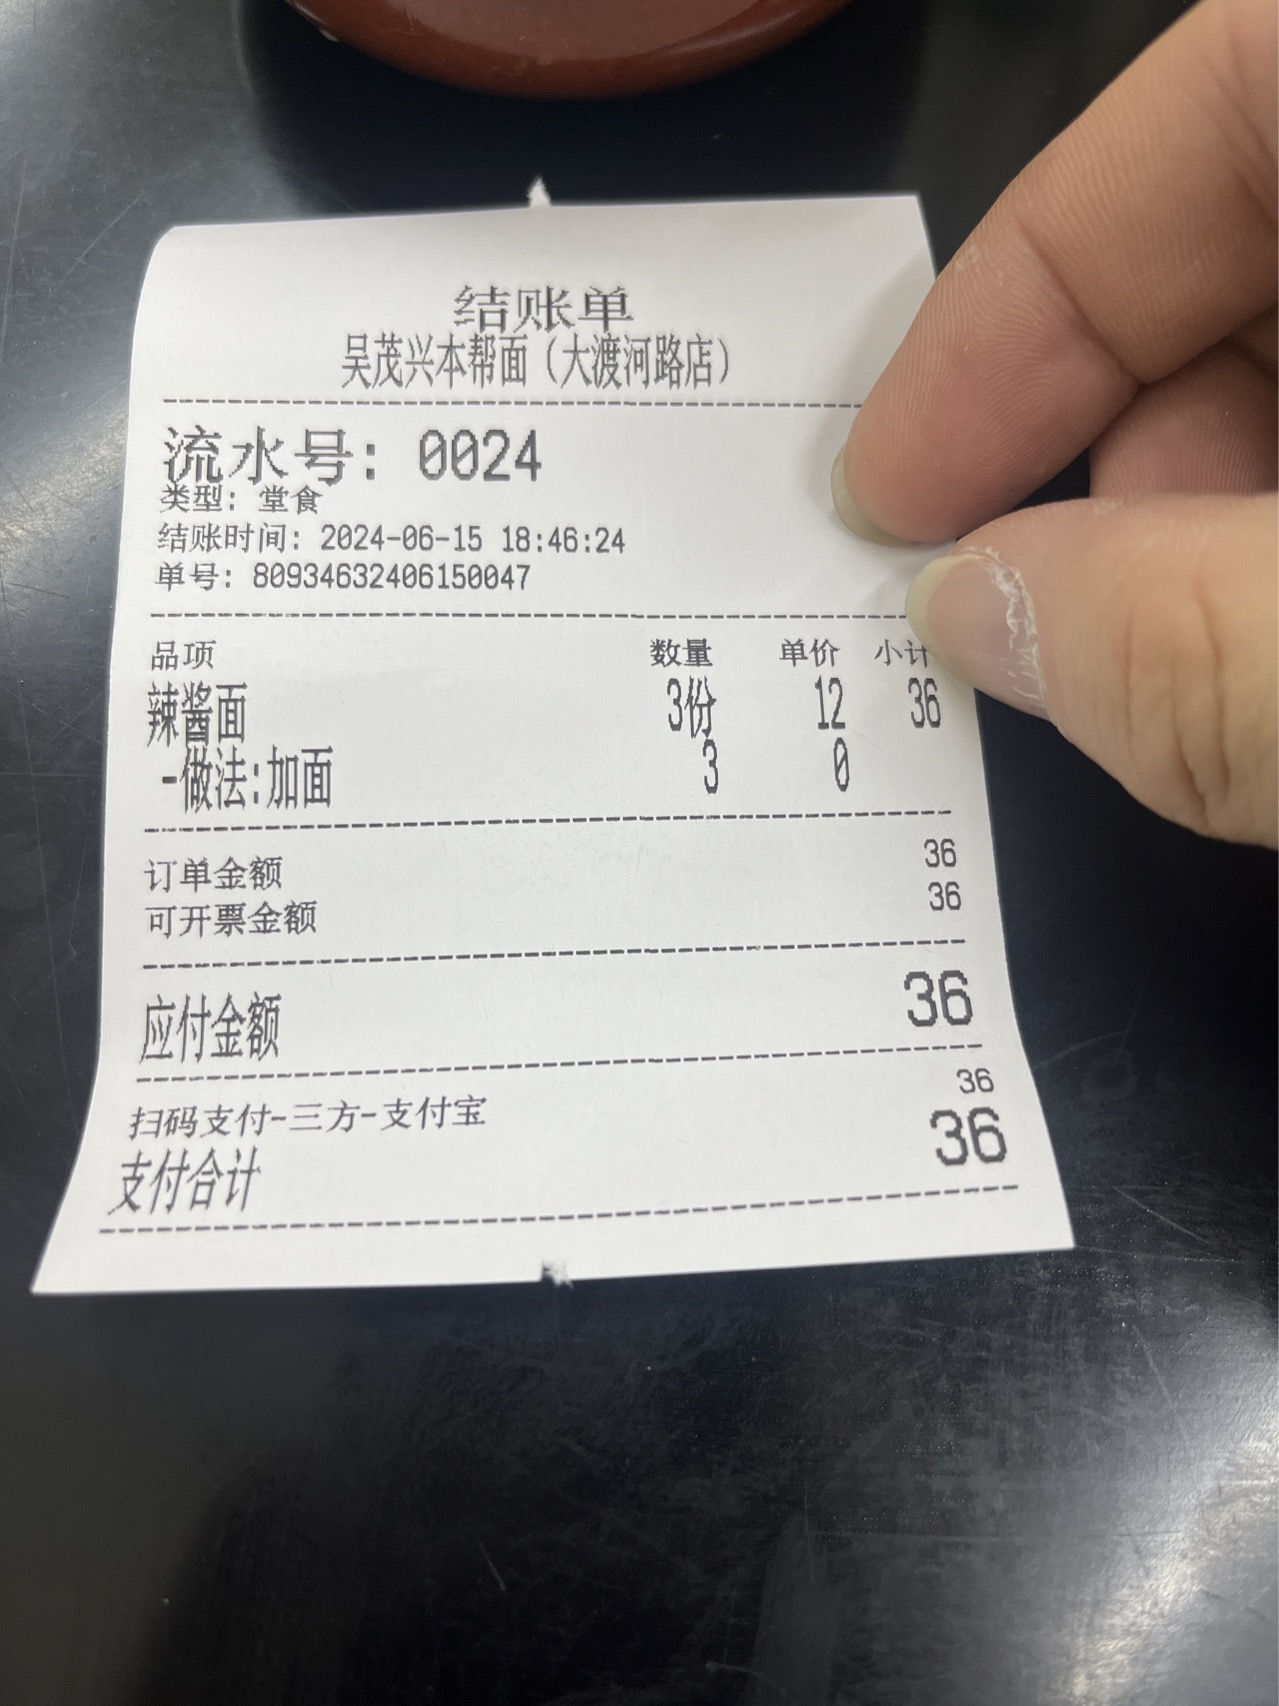 结账单
吴茂兴本帮面（大渡河路店）
流水号: 0024
类型: 堂食
结账时间: 2024-06-15 18:46:24
单号: 80934632406150047
品项 数量 单价 小计
辣酱面 3份 12 36
-做法:加面 3 0
订单金额 36
可开票金额 36
应付金额 36
扫码支付-三方-支付宝 36
支付合计 36